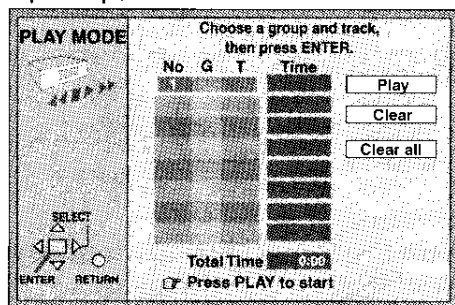 PLAY MODE
Choose a group and track,
then press ENTER.
No G T Time
Play
Clear
Clear all
SELECT
ENTER RETURN
Total Time 0:00
☞ Press PLAY to start